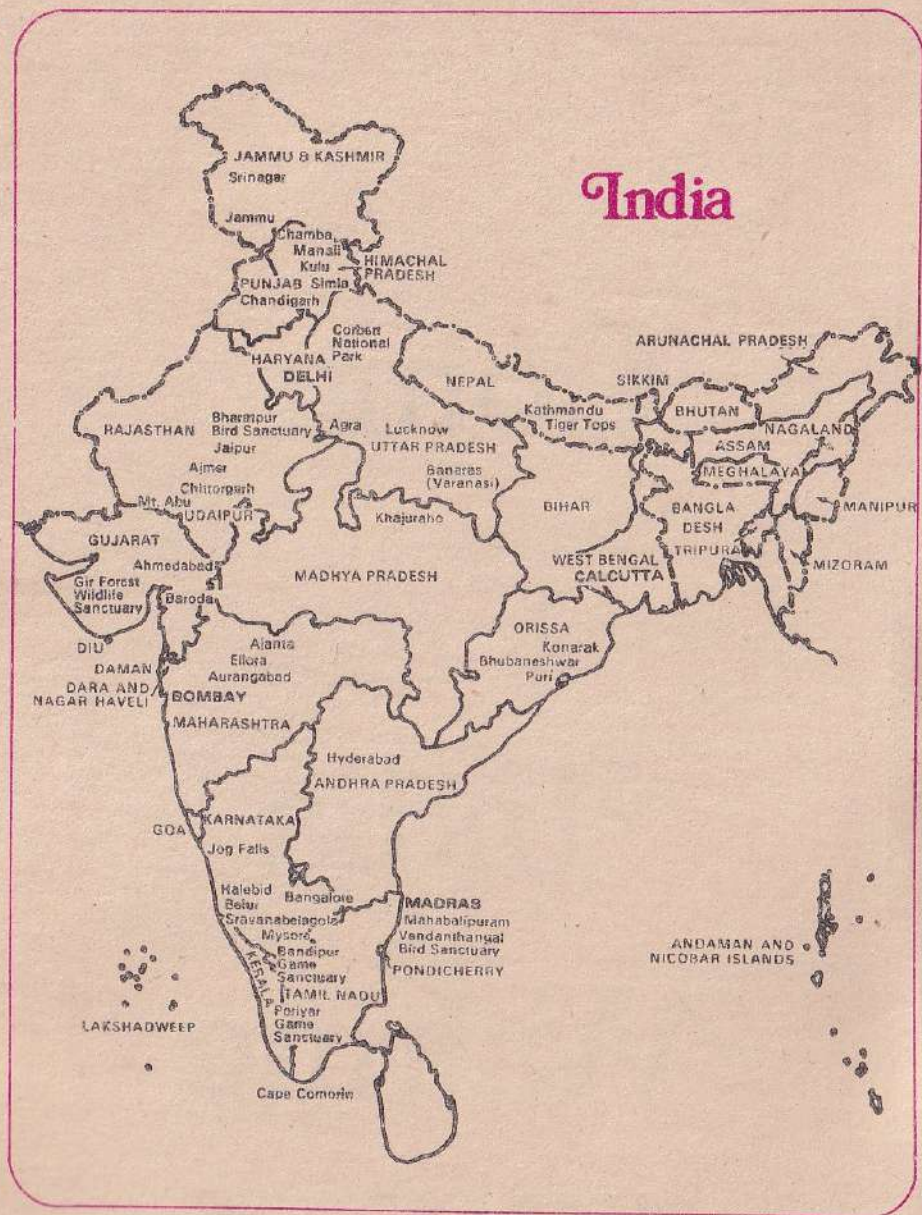 India
JAMMU & KASHMIR
Srinagar
Jammu
Chamba
Manali
Kulu
HIMACHAL
PRADESH
PUNJAB
Simla
Chandigarh
Corbett
National
Park
HARYANA
DELHI
ARUNACHAL PRADESH
NEPAL
SIKKIM
Kathmandu
Tiger Tops
BHUTAN
NAGALAND
ASSAM
MEGHALAYA
RAJASTHAN
Bharatpur
Bird Sanctuary
Agra
Lucknow
Jaipur
UTTAR PRADESH
Ajmer
Banaras
(Varanasi)
Chittorgarh
Mt. Abu
UDAIPUR
Khajuraho
BIHAR
BANGLA
DESH
MANIPUR
GUJARAT
Ahmedabad
WEST BENGAL
TRIPURA
MIZORAM
MADHYA PRADESH
CALCUTTA
Gir Forest
Wildlife
Sanctuary
Baroda
DIU
Ajanta
Ellora
Aurangabad
ORISSA
Konarak
Bhubaneshwar
Puri
DAMAN
DARA AND
NAGAR HAVELI
BOMBAY
MAHARASHTRA
Hyderabad
ANDHRA PRADESH
GOA
KARNATAKA
Jog Falls
Halebid
Belur
Bangalore
Sravanabelagola
Mysore
MADRAS
Mahabalipuram
Vendanthangal
Bird Sanctuary
PONDICHERRY
Bandipur
Game
Sanctuary
KERALA
TAMIL NADU
Periyar
Game
Sanctuary
Cape Comorin
LAKSHADWEEP
ANDAMAN AND
NICOBAR ISLANDS